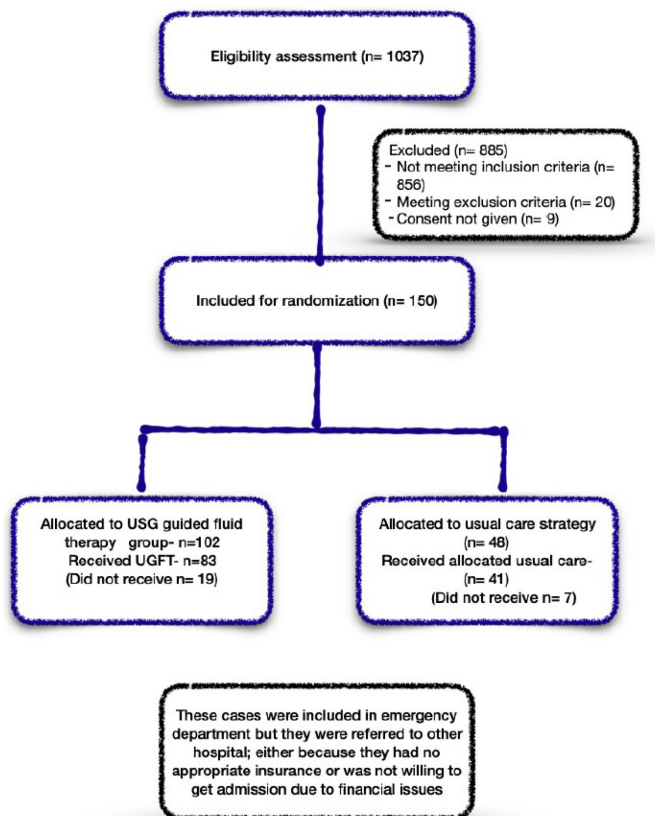 Eligibility assessment (n= 1037)
Excluded (n= 885)
- Not meeting inclusion criteria (n=
856)
- Meeting exclusion criteria (n= 20)
- Consent not given (n= 9)
Included for randomization (n= 150)
Allocated to USG guided fluid
therapy group- n=102
Received UGFT- n=83
(Did not receive n= 19)
Allocated to usual care strategy
(n= 48)
Received allocated usual care-
(n= 41)
(Did not receive n= 7)
These cases were included in emergency
department but they were referred to other
hospital; either because they had no
appropriate insurance or was not willing to
get admission due to financial issues